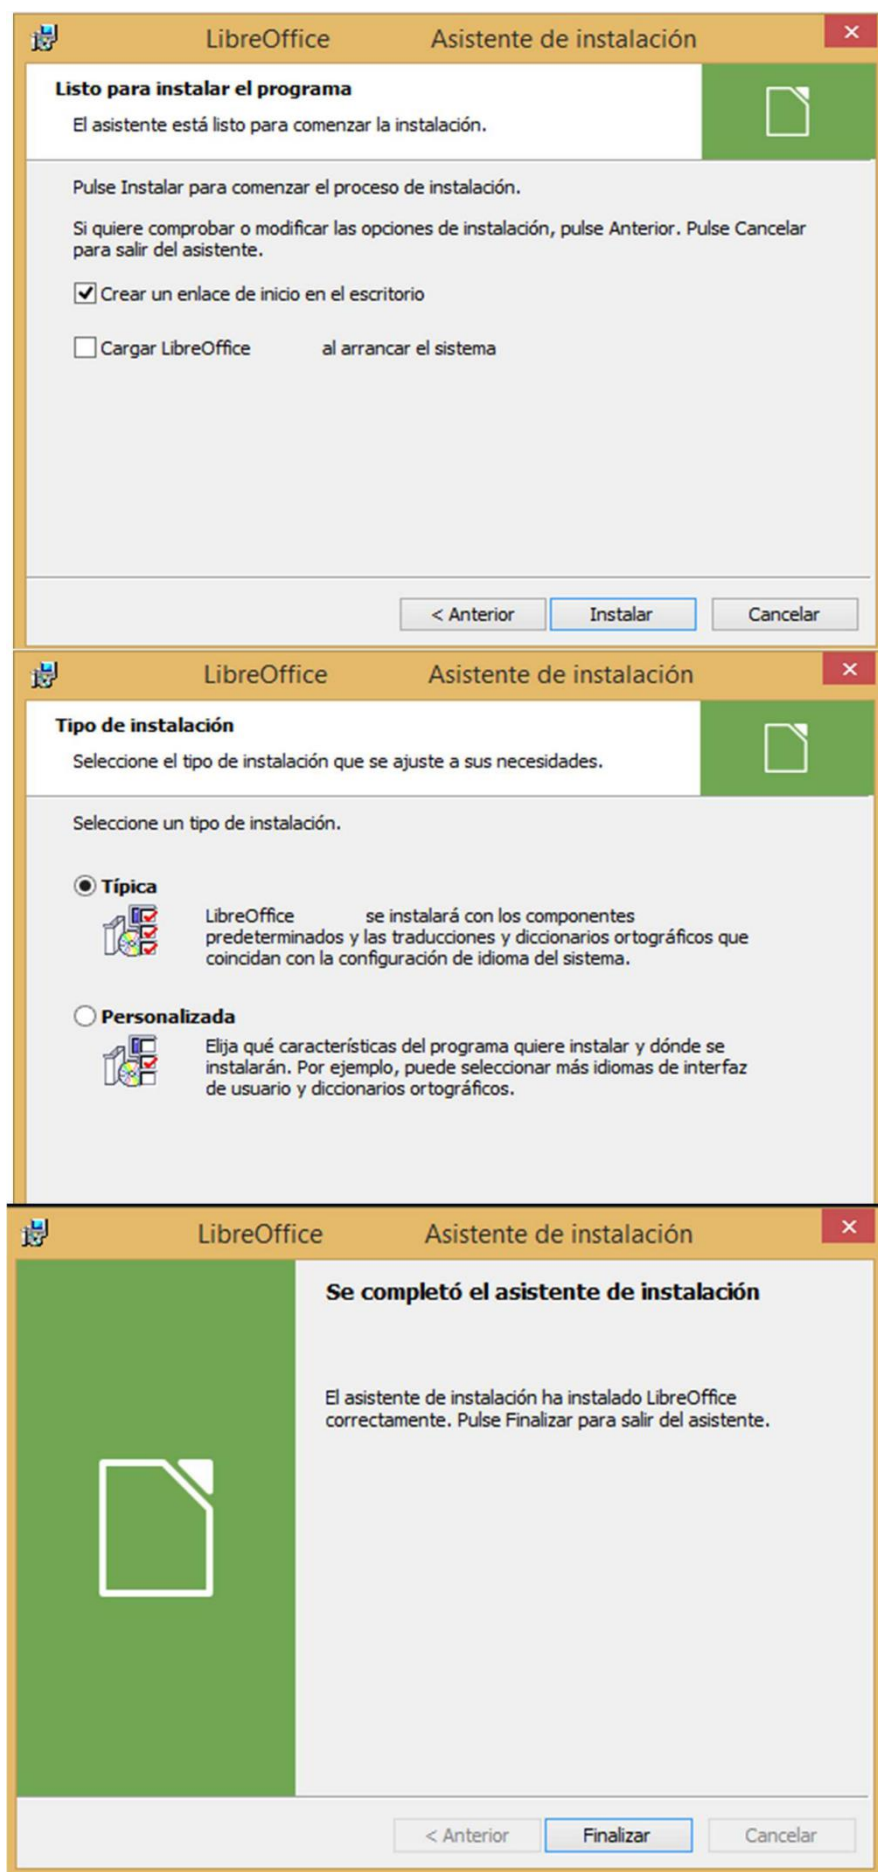 LibreOffice Asistente de instalación
Listo para instalar el programa
El asistente está listo para comenzar la instalación.
Pulse Instalar para comenzar el proceso de instalación.
Si quiere comprobar o modificar las opciones de instalación, pulse Anterior. Pulse Cancelar
para salir del asistente.
Crear un enlace de inicio en el escritorio
Cargar LibreOffice al arrancar el sistema
< Anterior Instalar Cancelar
LibreOffice Asistente de instalación
Tipo de instalación
Seleccione el tipo de instalación que se ajuste a sus necesidades.
Seleccione un tipo de instalación.
Típica
LibreOffice se instalará con los componentes
predeterminados y las traducciones y diccionarios ortográficos que
coincidan con la configuración de idioma del sistema.
Personalizada
Elija qué características del programa quiere instalar y dónde se
instalarán. Por ejemplo, puede seleccionar más idiomas de interfaz
de usuario y diccionarios ortográficos.
LibreOffice Asistente de instalación
Se completó el asistente de instalación
El asistente de instalación ha instalado LibreOffice
correctamente. Pulse Finalizar para salir del asistente.
< Anterior Finalizar Cancelar